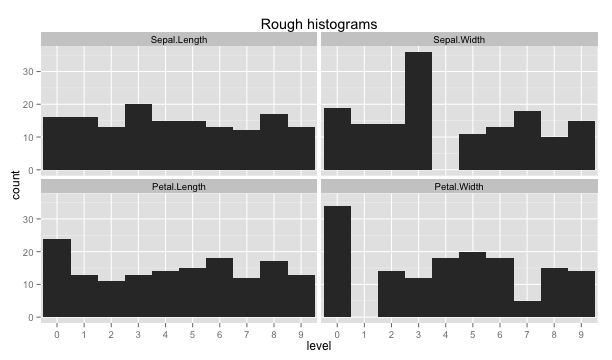 Rough histograms
Sepal.Length Sepal.Width
30
20
10
0
Petal.Length Petal.Width
30
20
10
0
count
0 1 2 3 4 5 6 7 8 9 0 1 2 3 4 5 6 7 8 9
level